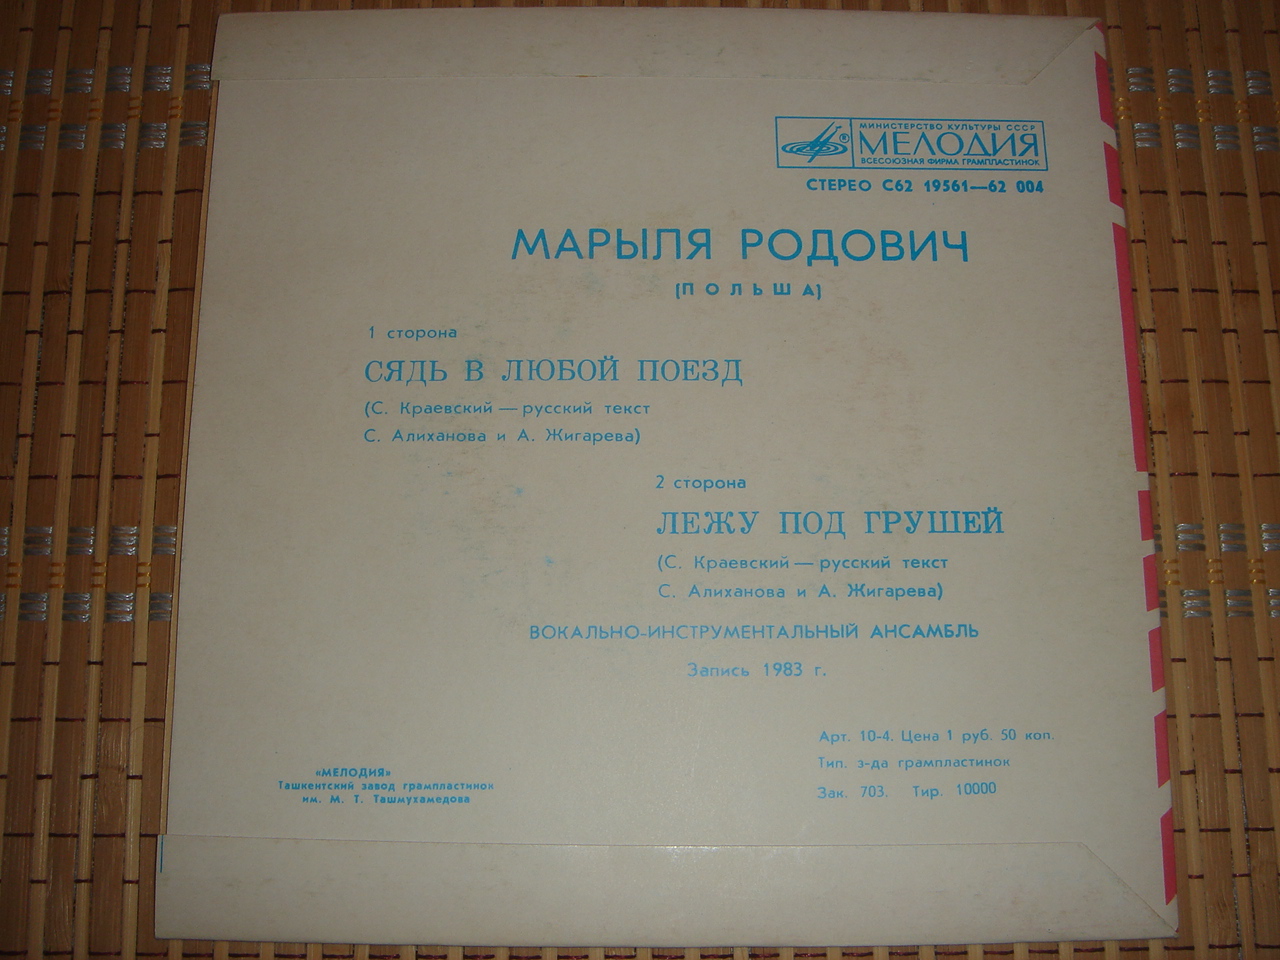 МИНИСТЕРСТВО КУЛЬТУРЫ СССР
® МЕЛОДИЯ
ВСЕСОЮЗНАЯ ФИРМА ГРАМПЛАСТИНОК
СТЕРЕО С62 19561—62 004
МАРЫЛЯ РОДОВИЧ
(ПОЛЬША)
1 сторона
СЯДЬ В ЛЮБОЙ ПОЕЗД
(С. Краевский — русский текст
С. Алиханова и А. Жигарева)
2 сторона
ЛЕЖУ ПОД ГРУШЕЙ
(С. Краевский — русский текст
С. Алиханова и А. Жигарева)
ВОКАЛЬНО-ИНСТРУМЕНТАЛЬНЫЙ АНСАМБЛЬ
Запись 1983 г.
Арт. 10-4. Цена 1 руб. 50 коп.
Тип. з-да грампластинок
Зак. 703. Тир. 10000
«МЕЛОДИЯ»
Ташкентский завод грампластинок
им. М. Т. Ташмухамедова